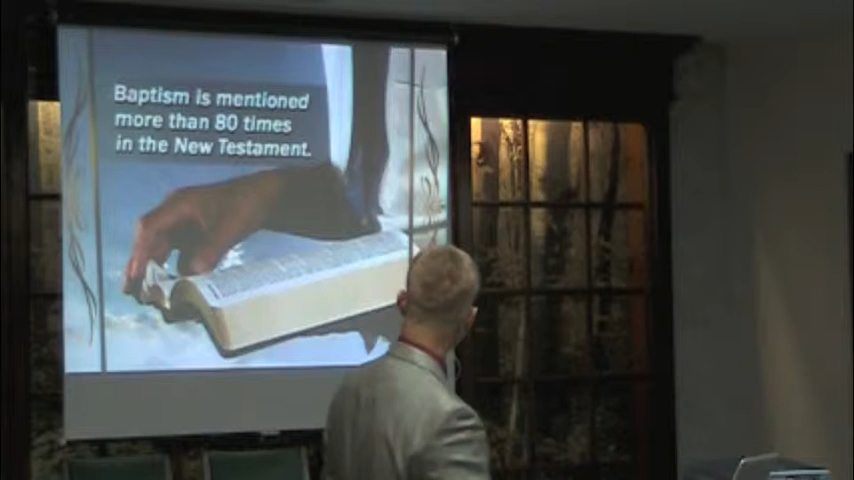 Baptism is mentioned
more than 80 times
in the New Testament.